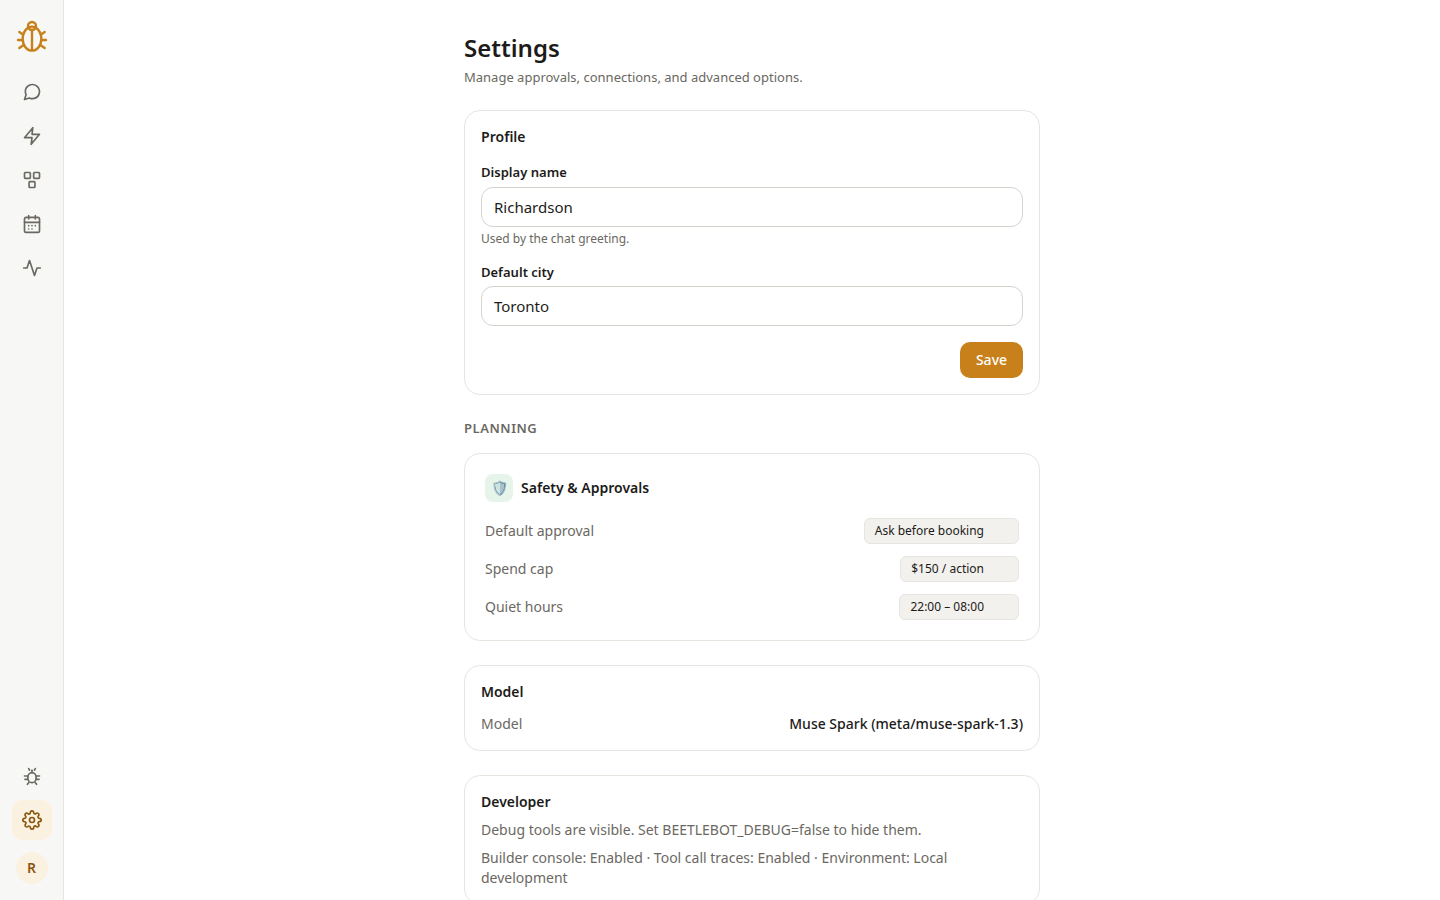 Settings
Manage approvals, connections, and advanced options.
Profile
Display name
Richardson
Used by the chat greeting.
Default city
Toronto
Save
PLANNING
Safety & Approvals
Default approval
Ask before booking
Spend cap
$150 / action
Quiet hours
22:00 – 08:00
Model
Model
Muse Spark (meta/muse-spark-1.3)
Developer
Debug tools are visible. Set BEETLEBOT_DEBUG=false to hide them.
Builder console: Enabled · Tool call traces: Enabled · Environment: Local
development
R